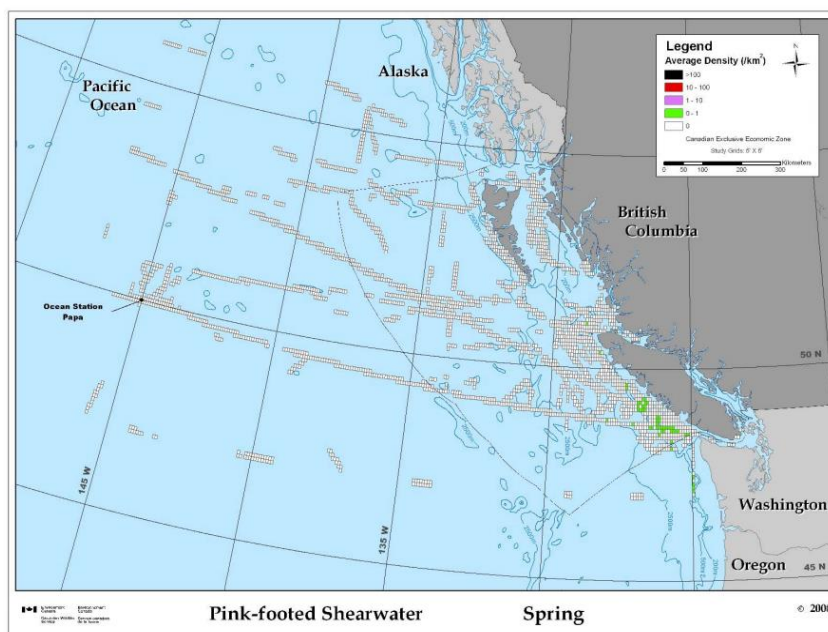 Legend
Average Density (/km²)
>100
10 - 100
1 - 10
0 - 1
0
Canadian Exclusive Economic Zone
Study Grids: 5' X 5'
Kilometers
0 50 100 200 300
N
Alaska
Pacific
Ocean
British
Columbia
Ocean Station
Papa
50 N
145 W
135 W
Washington
Oregon
45 N
Pink-footed Shearwater
Spring